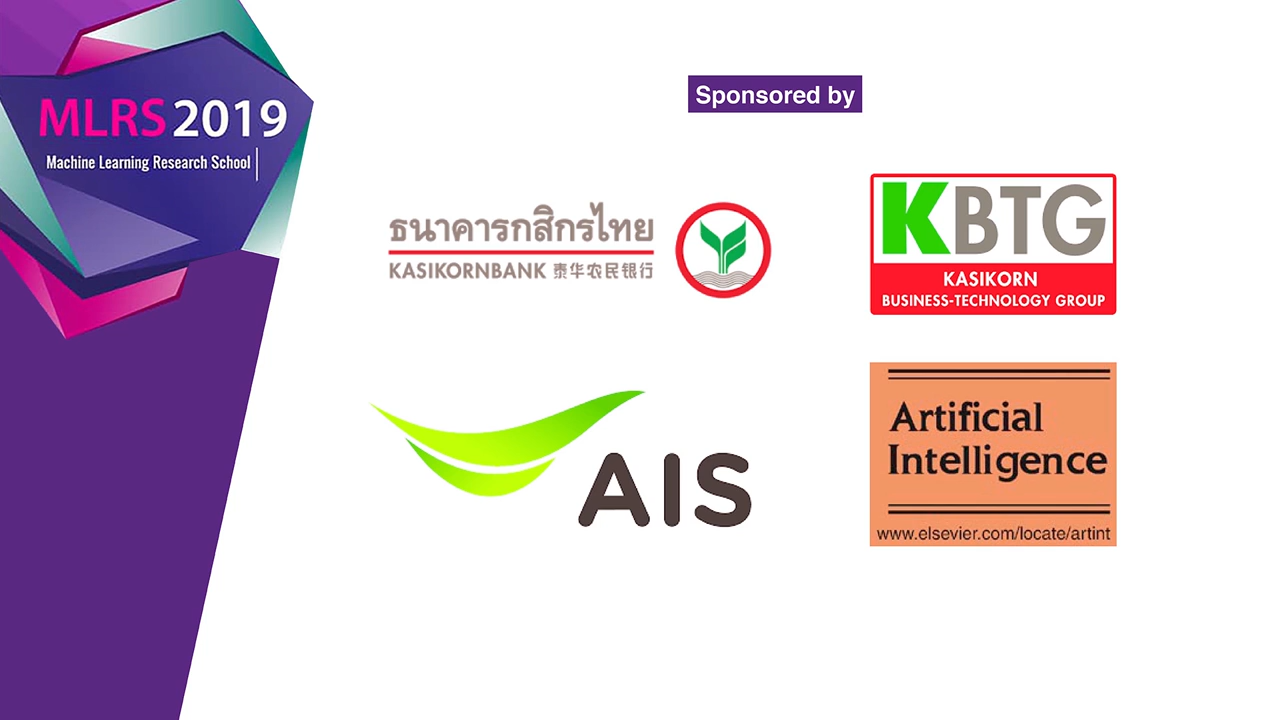 MLRS 2019
Machine Learning Research School
Sponsored by
ธนาคารกสิกรไทย
KASIKORNBANK 泰华农民银行
KBTG
KASIKORN
BUSINESS-TECHNOLOGY GROUP
AIS
Artificial
Intelligence
www.elsevier.com/locate/artint